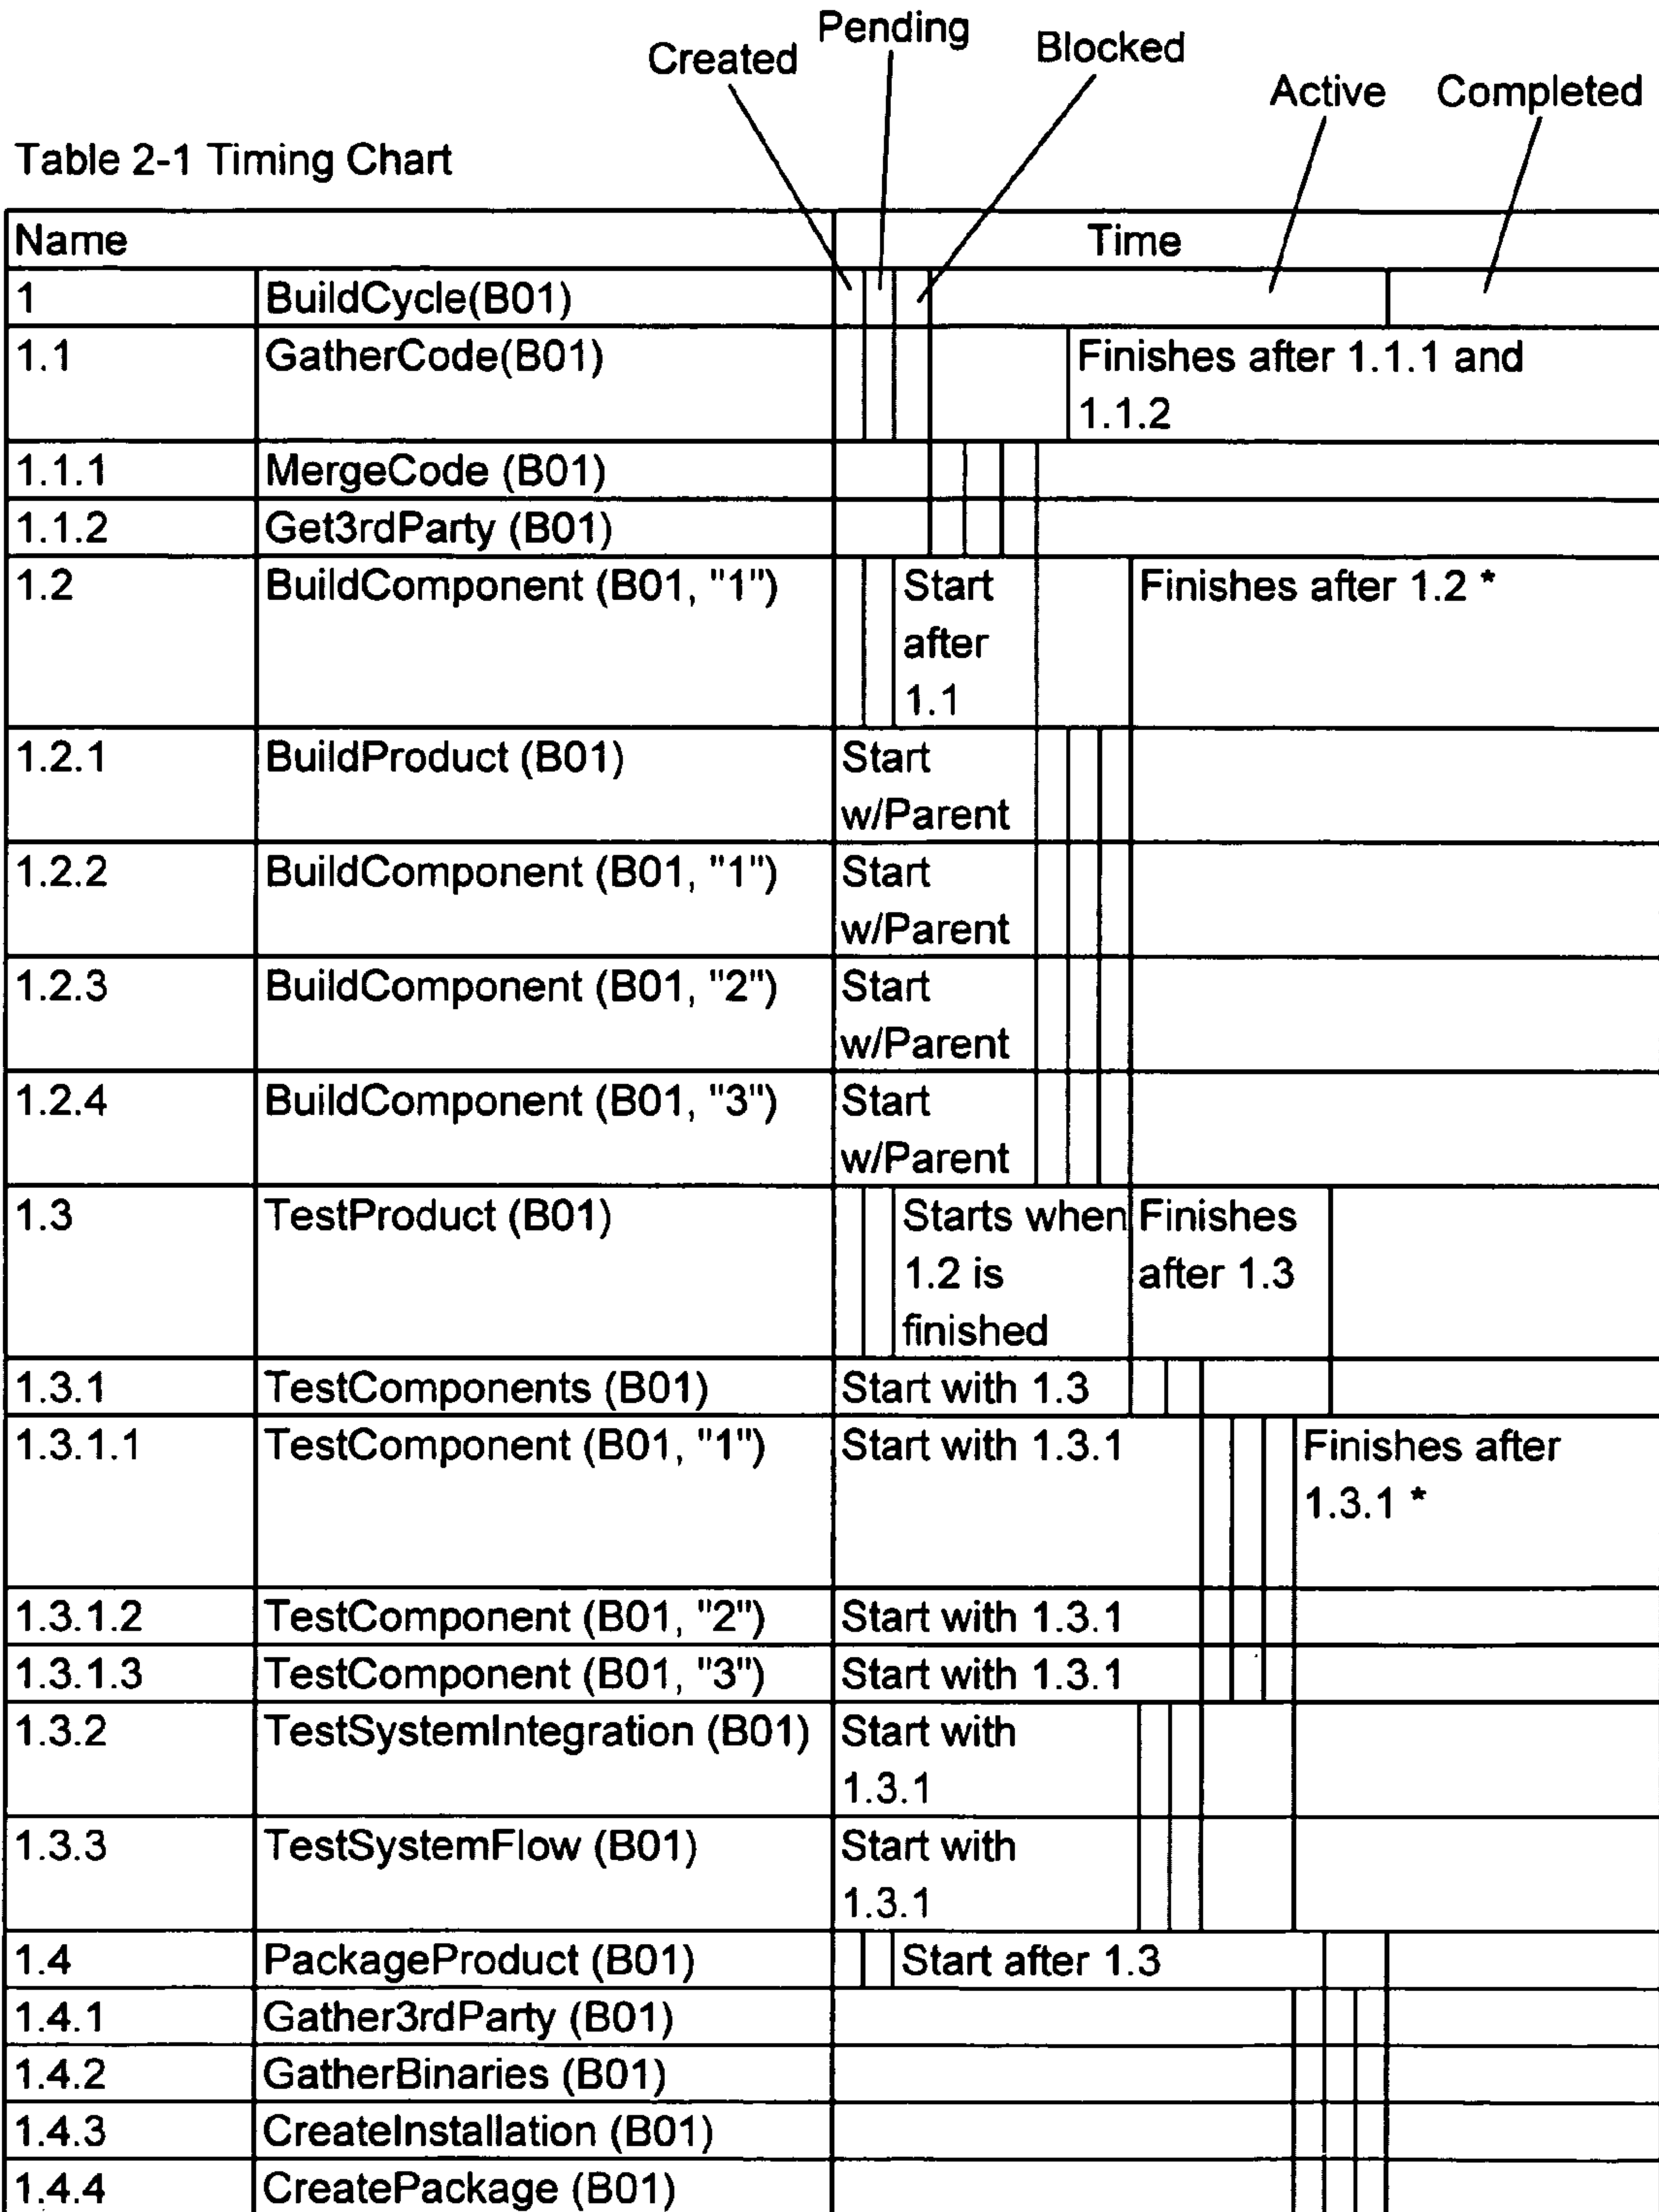 Created Pending Blocked
Active Completed
Table 2-1 Timing Chart
Name Time
1 BuildCycle(B01)
1.1 GatherCode(B01) Finishes after 1.1.1 and
1.1.2
1.1.1 MergeCode (B01)
1.1.2 Get3rdParty (B01)
1.2 BuildComponent (B01, "1") Start Finishes after 1.2 *
after
1.1
1.2.1 BuildProduct (B01) Start
w/Parent
1.2.2 BuildComponent (B01, "1") Start
w/Parent
1.2.3 BuildComponent (B01, "2") Start
w/Parent
1.2.4 BuildComponent (B01, "3") Start
w/Parent
1.3 TestProduct (B01) Starts when Finishes
1.2 is after 1.3
finished
1.3.1 TestComponents (B01) Start with 1.3
1.3.1.1 TestComponent (B01, "1") Start with 1.3.1 Finishes after
1.3.1 *
1.3.1.2 TestComponent (B01, "2") Start with 1.3.1
1.3.1.3 TestComponent (B01, "3") Start with 1.3.1
1.3.2 TestSystemIntegration (B01) Start with
1.3.1
1.3.3 TestSystemFlow (B01) Start with
1.3.1
1.4 PackageProduct (B01) Start after 1.3
1.4.1 Gather3rdParty (B01)
1.4.2 GatherBinaries (B01)
1.4.3 CreateInstallation (B01)
1.4.4 CreatePackage (B01)